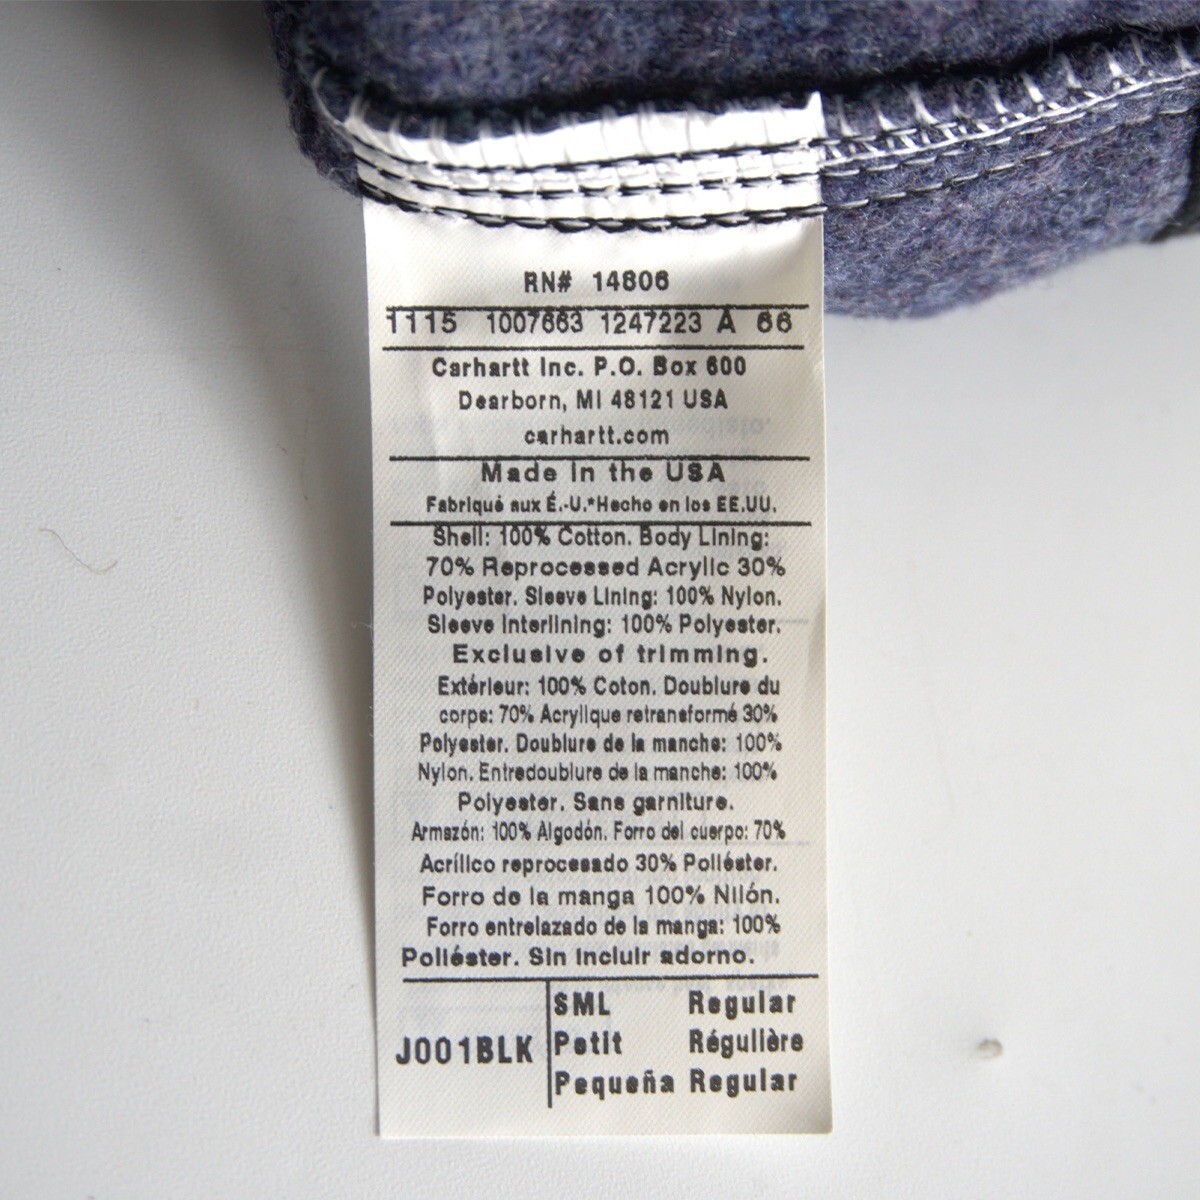 RN# 14806
1115 1007663 1247223 A 66
Carhartt Inc. P.O. Box 600
Dearborn, MI 48121 USA
carhartt.com
Made in the USA
Fabriqué aux É.-U.*Hecho en los EE.UU.
Shell: 100% Cotton. Body Lining:
70% Reprocessed Acrylic 30%
Polyester. Sleeve Lining: 100% Nylon.
Sleeve Interlining: 100% Polyester.
Exclusive of trimming.
Extérieur: 100% Coton. Doublure du
corps: 70% Acrylique retransformé 30%
Polyester. Doublure de la manche: 100%
Nylon. Entredoublure de la manche: 100%
Polyester. Sans garniture.
Armazón: 100% Algodón. Forro del cuerpo: 70%
Acrílico reprocesado 30% Poliéster.
Forro de la manga 100% Nilón.
Forro entrelazado de la manga: 100%
Poliéster. Sin incluir adorno.
J001BLK
SML Regular
Petit Régulière
Pequeña Regular